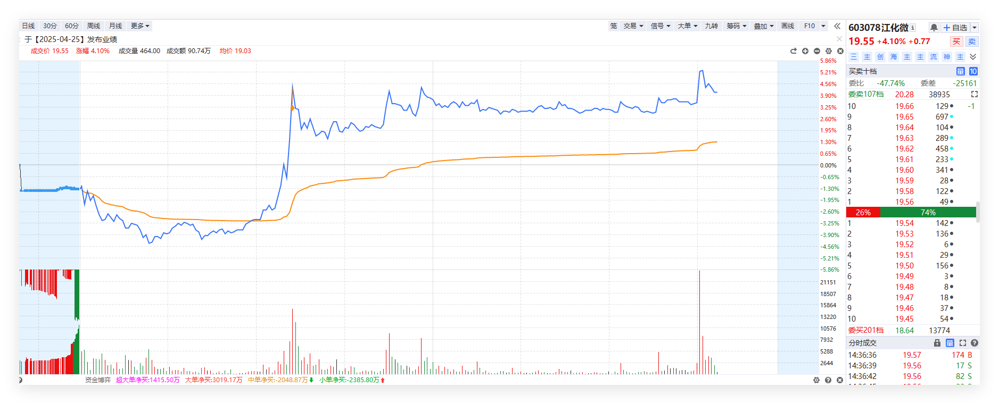 日线 30分 60分 周线 月线 更多
笼 交易 信号 大单 九转 筹码 叠加 画线 F10
于【2025-04-25】发布业绩
成交价 19.55 涨幅 4.10% 成交量 464.00 成交额 90.74万 均价 19.03
5.86%
5.21%
4.56%
3.90%
3.25%
2.60%
1.95%
1.30%
0.65%
0.00%
-0.65%
-1.30%
-1.95%
-2.60%
-3.25%
-3.90%
-4.56%
-5.21%
-5.86%
21151
18507
15864
13220
10576
7932
5288
2644
资金博弈 超大单净买:1415.50万 大单净买:3019.17万 中单净买:-2048.87万 小单净买:-2385.80万
603078江化微 自选
19.55 +4.10% +0.77 买 卖
三 主 创 海 主 主 流 神 主
买卖十档 量 10
委比 -47.74% 委差 -25161
委卖107档 20.28 38935
10 19.66 129 -1
9 19.65 697
8 19.64 104
7 19.63 289
6 19.62 458
5 19.61 233
4 19.60 341
3 19.59 28
2 19.58 122
1 19.56 49
26% 74%
1 19.54 142
2 19.53 136
3 19.52 6
4 19.51 29
5 19.50 156
6 19.49 3
7 19.48 8
8 19.47 18
9 19.46 37
10 19.45 54
委买201档 18.64 13774
分时成交 量
14:36:36 19.57 174 B
14:36:39 19.56 17 S
14:36:42 19.56 82 S